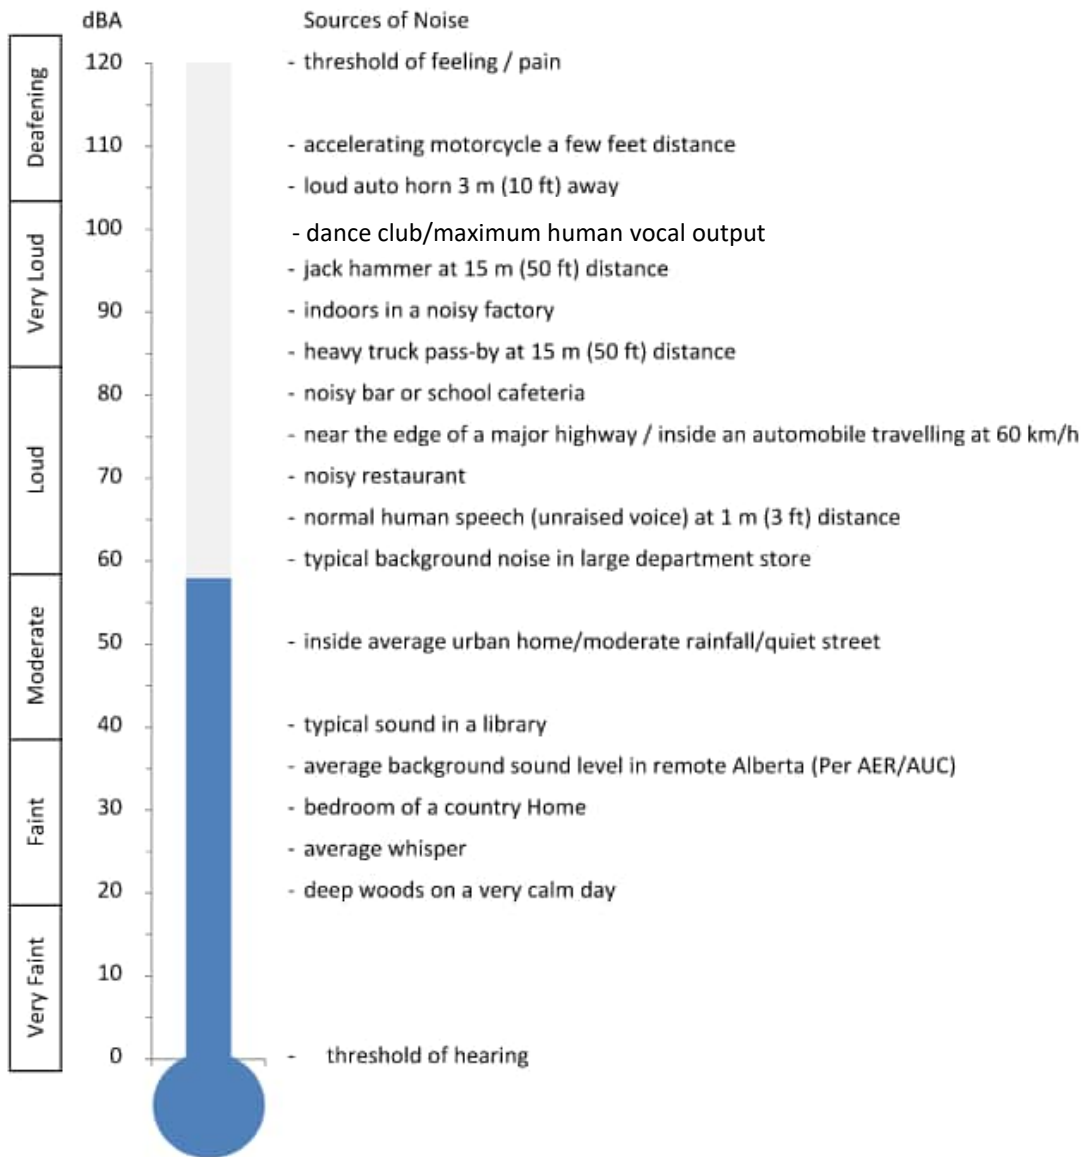 dBA Sources of Noise
120 - threshold of feeling / pain
Deafening
110 - accelerating motorcycle a few feet distance
- loud auto horn 3 m (10 ft) away
100 - dance club/maximum human vocal output
- jack hammer at 15 m (50 ft) distance
Very Loud
90 - indoors in a noisy factory
- heavy truck pass-by at 15 m (50 ft) distance
80 - noisy bar or school cafeteria
- near the edge of a major highway / inside an automobile travelling at 60 km/h
Loud
70 - noisy restaurant
- normal human speech (unraised voice) at 1 m (3 ft) distance
60 - typical background noise in large department store
Moderate
50 - inside average urban home/moderate rainfall/quiet street
40 - typical sound in a library
- average background sound level in remote Alberta (Per AER/AUC)
Faint
30 - bedroom of a country Home
- average whisper
20 - deep woods on a very calm day
Very Faint
10
0 - threshold of hearing